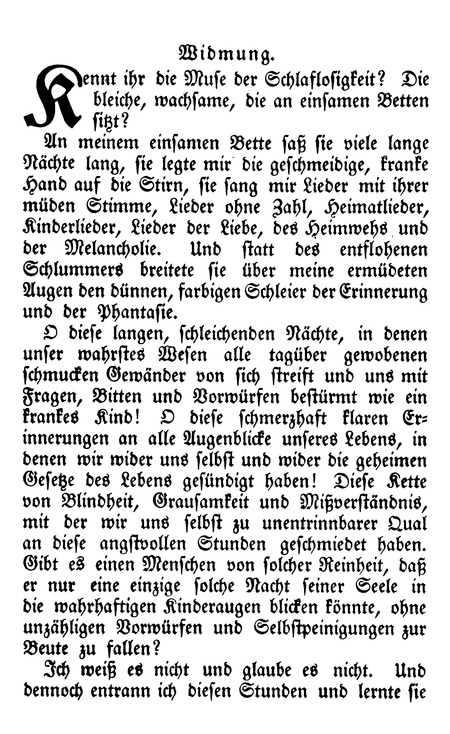 Widmung.
Kennt ihr die Muse der Schlaflosigkeit? Die
bleiche, wachsame, die an einsamen Betten
sitzt?
An meinem einsamen Bette saß sie viele lange
Nächte lang, sie legte mir die geschmeidige, kranke
Hand auf die Stirn, sie sang mir Lieder mit ihrer
müden Stimme, Lieder ohne Zahl, Heimatlieder,
Kinderlieder, Lieder der Liebe, des Heimwehs und
der Melancholie. Und statt des entflohenen
Schlummers breitete sie über meine ermüdeten
Augen den dünnen, farbigen Schleier der Erinnerung
und der Phantasie.
O diese langen, schleichenden Nächte, in denen
unser wahrstes Wesen alle tagüber gewobenen
schmucken Gewänder von sich streift und uns mit
Fragen, Bitten und Vorwürfen bestürmt wie ein
krankes Kind! O diese schmerzhaft klaren Er-
innerungen an alle Augenblicke unseres Lebens, in
denen wir wider uns selbst und wider die geheimen
Gesetze des Lebens gesündigt haben! Diese Kette
von Blindheit, Grausamkeit und Mißverständnis,
mit der wir uns selbst zu unentrinnbarer Qual
an diese angstvollen Stunden geschmiedet haben.
Gibt es einen Menschen von solcher Reinheit, daß
er nur eine einzige solche Nacht seiner Seele in
die wahrhaftigen Kinderaugen blicken könnte, ohne
unzähligen Vorwürfen und Selbstpeinigungen zur
Beute zu fallen?
Ich weiß es nicht und glaube es nicht. Und
dennoch entrann ich diesen Stunden und lernte sie